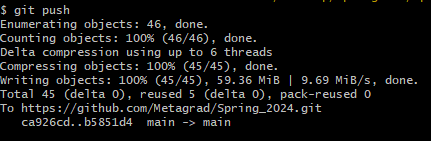 $ git push
Enumerating objects: 46, done.
Counting objects: 100% (46/46), done.
Delta compression using up to 6 threads
Compressing objects: 100% (45/45), done.
Writing objects: 100% (45/45), 59.36 MiB | 9.69 MiB/s, done.
Total 45 (delta 0), reused 5 (delta 0), pack-reused 0
To https://github.com/Metagrad/Spring_2024.git
   ca926cd..b5851d4  main -> main